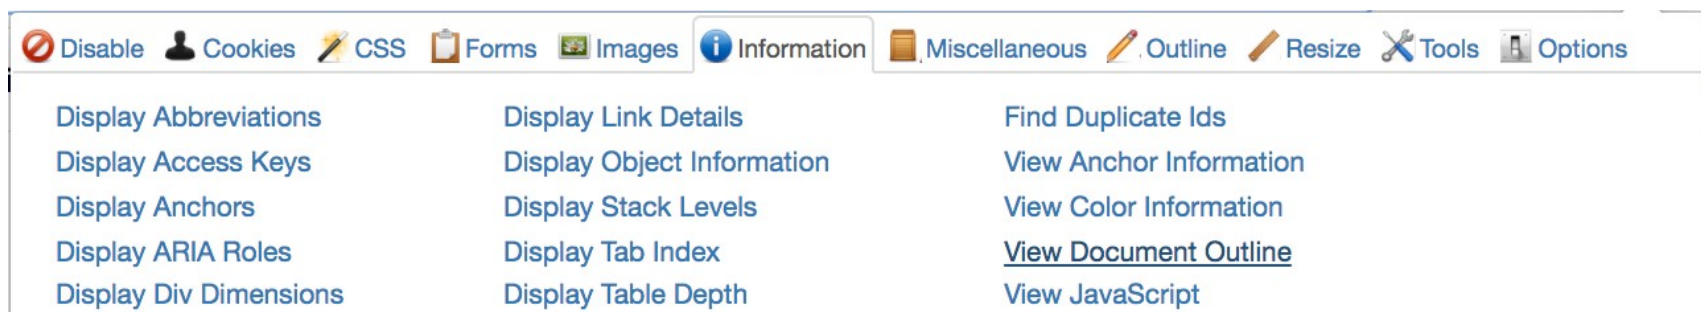 Disable Cookies CSS Forms Images Information Miscellaneous Outline Resize Tools Options
Display Abbreviations Display Link Details Find Duplicate Ids
Display Access Keys Display Object Information View Anchor Information
Display Anchors Display Stack Levels View Color Information
Display ARIA Roles Display Tab Index View Document Outline
Display Div Dimensions Display Table Depth View JavaScript